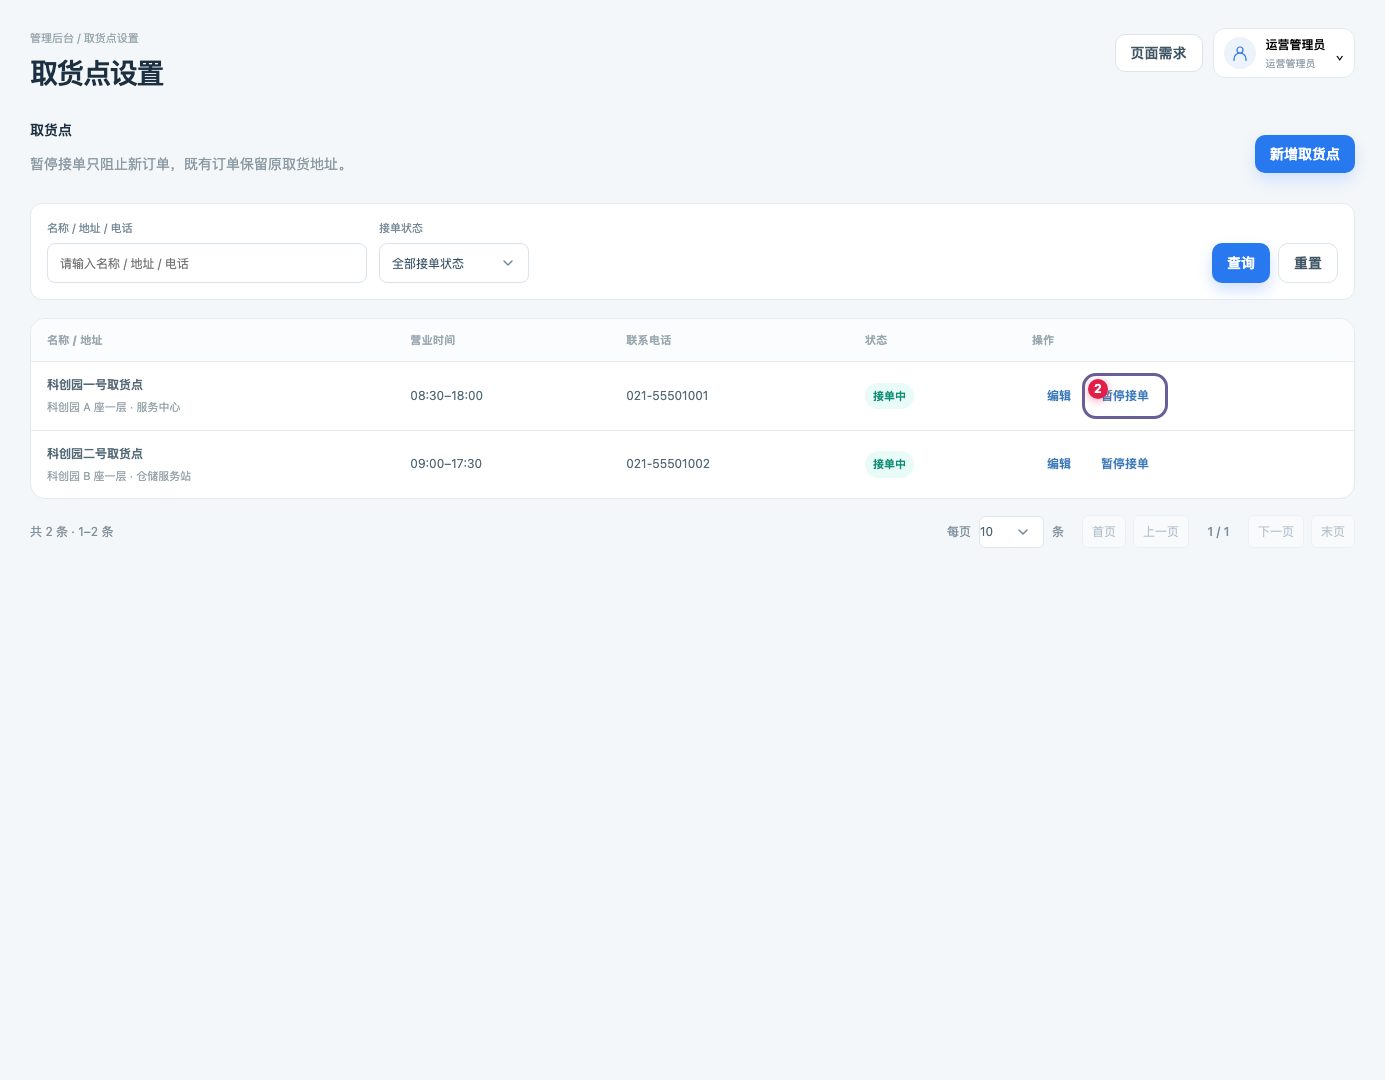 管理后台 / 取货点设置
取货点设置
页面需求
运营管理员
运营管理员
取货点
暂停接单只阻止新订单，既有订单保留原取货地址。
新增取货点
名称 / 地址 / 电话
接单状态
请输入名称 / 地址 / 电话
全部接单状态
查询
重置
名称 / 地址 营业时间 联系电话 状态 操作
科创园一号取货点
科创园 A 座一层 · 服务中心
08:30–18:00 021-55501001 接单中 编辑 2 暂停接单
科创园二号取货点
科创园 B 座一层 · 仓储服务站
09:00–17:30 021-55501002 接单中 编辑 暂停接单
共 2 条 · 1–2 条
每页 10 条 首页 上一页 1 / 1 下一页 末页